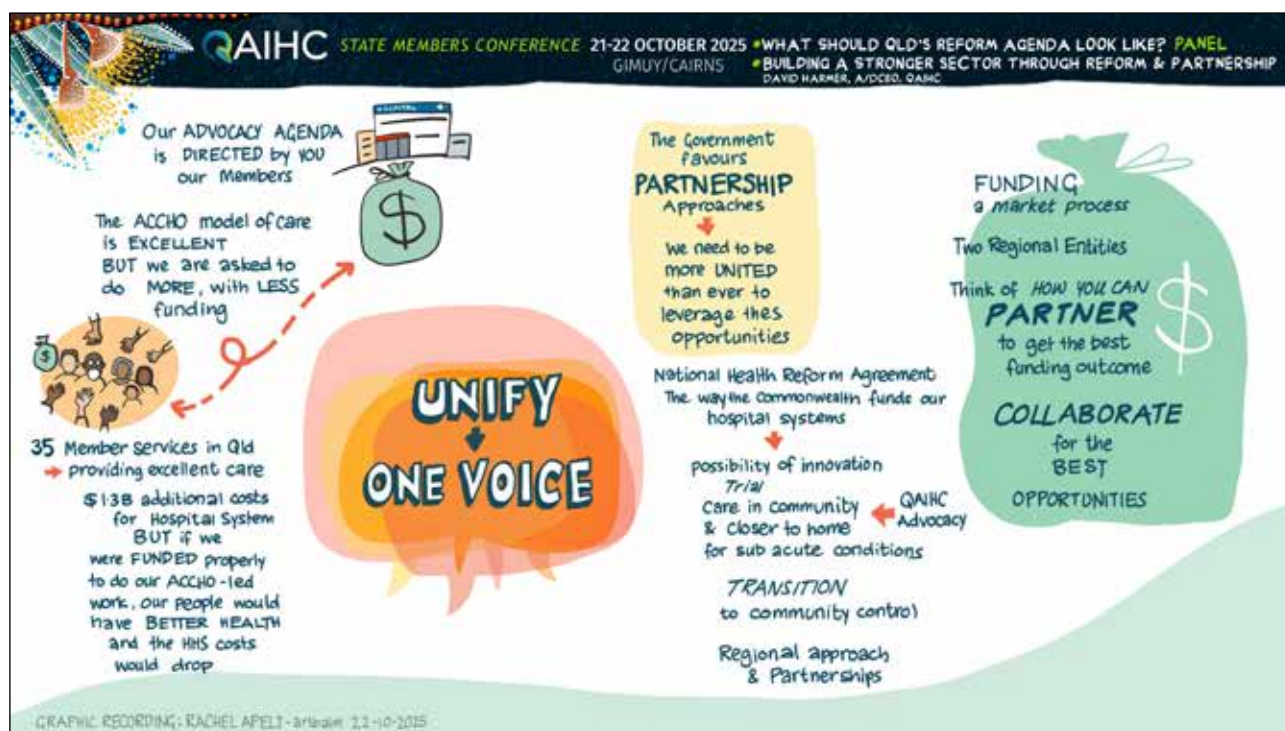 QAIHC STATE MEMBERS CONFERENCE 21-22 OCTOBER 2025
GIMUY/CAIRNS
•WHAT SHOULD QLD'S REFORM AGENDA LOOK LIKE? PANEL
•BUILDING A STRONGER SECTOR THROUGH REFORM & PARTNERSHIP
DAVID HARMER, A/DCEO, QAIHC
Our ADVOCACY AGENDA
is DIRECTED by YOU
our Members
HOSPITAL
$
The ACCHO model of care
is EXCELLENT
BUT we are asked to
do MORE, with LESS
funding
$
35 Member Services in Qld
providing excellent care
$1.3B additional costs
for Hospital System
BUT if we
were FUNDED properly
to do our ACCHO-led
work, our people would
have BETTER HEALTH
and the HHS costs
would drop
UNIFY
ONE VOICE
The Government
favours
PARTNERSHIP
Approaches
We need to be
more UNITED
than ever to
leverage thes
opportunities
National Health Reform Agreement
The way the Commonwealth funds our
hospital systems
possibility of innovation
Trial
Care in community
& closer to home
for sub acute conditions
QAIHC
Advocacy
TRANSITION
to community control
Regional approach
& Partnerships
FUNDING
a market process
Two Regional Entities
Think of HOW YOU CAN
PARTNER
to get the best
funding outcome
$
COLLABORATE
for the
BEST
OPPORTUNITIES
GRAPHIC RECORDING: RACHEL APELT - 22-10-2025